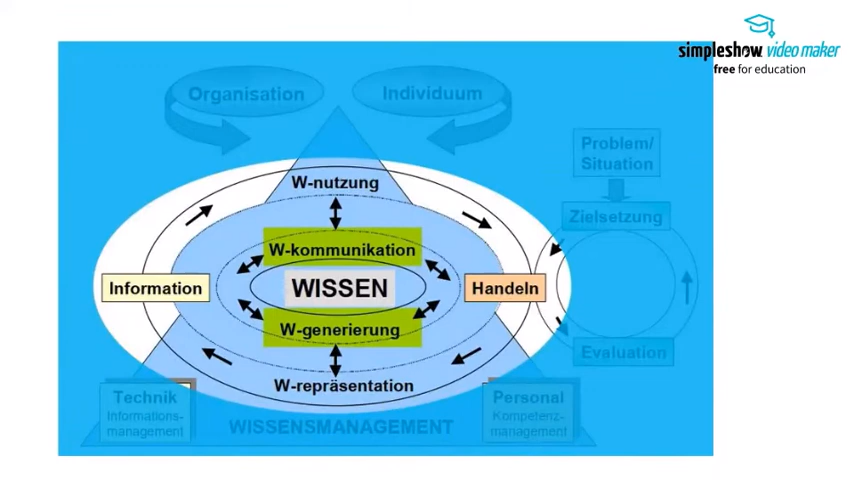 simpleshow video maker
free for education
Organisation
Individuum
Problem/
Situation
W-nutzung
Zielsetzung
W-kommunikation
Information
WISSEN
Handeln
W-generierung
Evaluation
W-repräsentation
Technik
Informations-
management
WISSENSMANAGEMENT
Personal
Kompetenz-
management